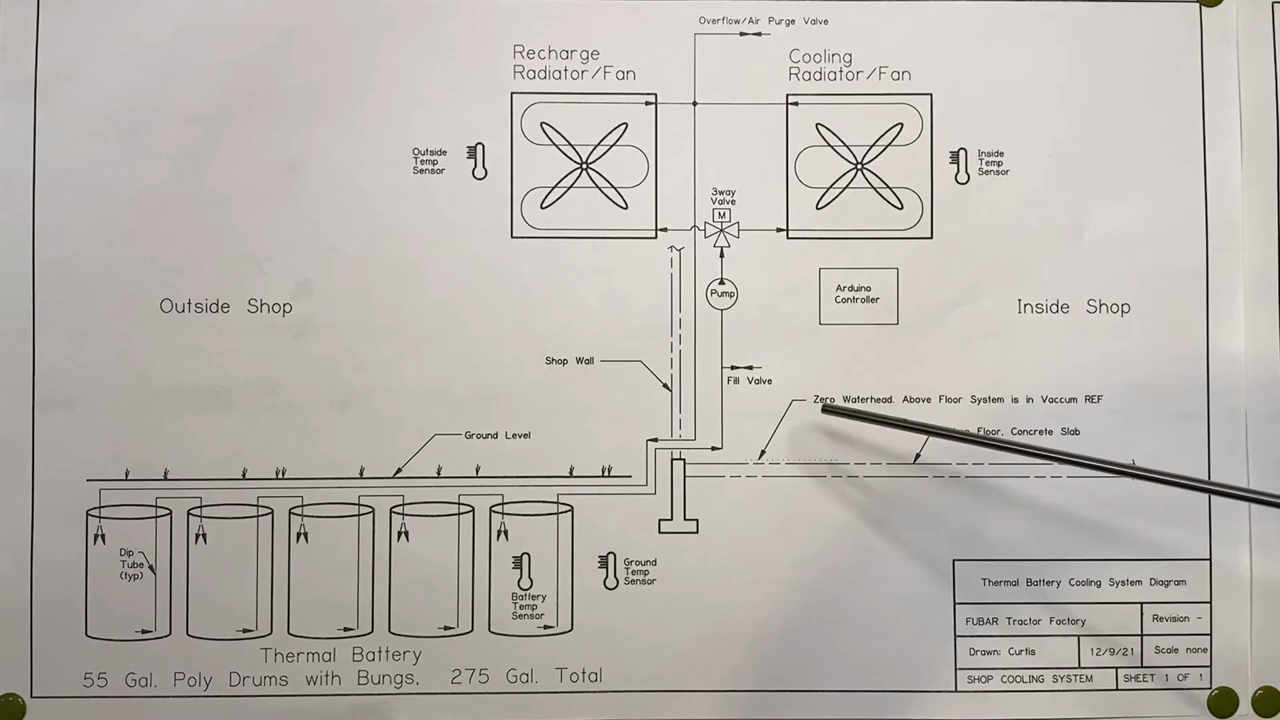 Overflow/Air Purge Valve
Recharge
Radiator/Fan
Cooling
Radiator/Fan
Outside
Temp
Sensor
Inside
Temp
Sensor
3way
Valve
M
Pump
Arduino
Controller
Outside Shop
Inside Shop
Shop Wall
Fill Valve
Zero Waterhead. Above Floor System is in Vaccum REF
Floor, Concrete Slab
Ground Level
Dip
Tube
(typ)
Battery
Temp
Sensor
Ground
Temp
Sensor
Thermal Battery
55 Gal. Poly Drums with Bungs, 275 Gal. Total
Thermal Battery Cooling System Diagram
FUBAR Tractor Factory
Revision -
Drawn: Curtis
12/9/21
Scale none
SHOP COOLING SYSTEM
SHEET 1 OF 1